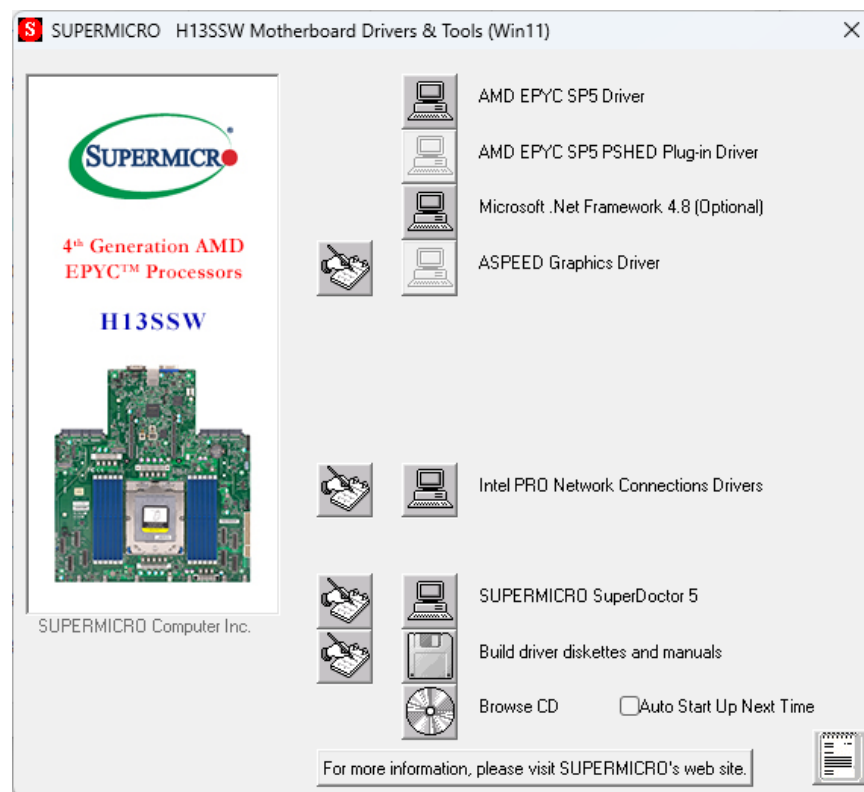 S SUPERMICRO H13SSW Motherboard Drivers & Tools (Win11)
SUPERMICR
4th Generation AMD
EPYC™ Processors
H13SSW
SUPERMICRO Computer Inc.
AMD EPYC SP5 Driver
AMD EPYC SP5 PSHED Plug-in Driver
Microsoft .Net Framework 4.8 (Optional)
ASPEED Graphics Driver
Intel PRO Network Connections Drivers
SUPERMICRO SuperDoctor 5
Build driver diskettes and manuals
Browse CD
Auto Start Up Next Time
For more information, please visit SUPERMICRO's web site.